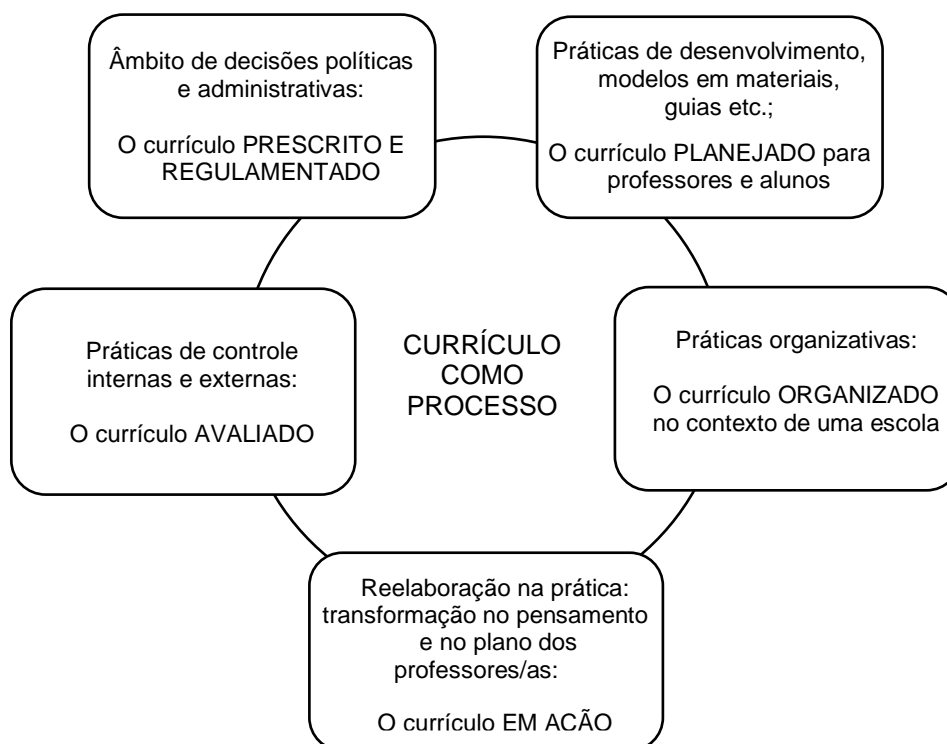 Âmbito de decisões políticas
e administrativas:
O currículo PRESCRITO E
REGULAMENTADO
Práticas de desenvolvimento,
modelos em materiais,
guias etc.;
O currículo PLANEJADO para
professores e alunos
Práticas de controle
internas e externas:
O currículo AVALIADO
CURRÍCULO
COMO
PROCESSO
Práticas organizativas:
O currículo ORGANIZADO
no contexto de uma escola
Reelaboração na prática:
transformação no pensamento
e no plano dos
professores/as:
O currículo EM AÇÃO